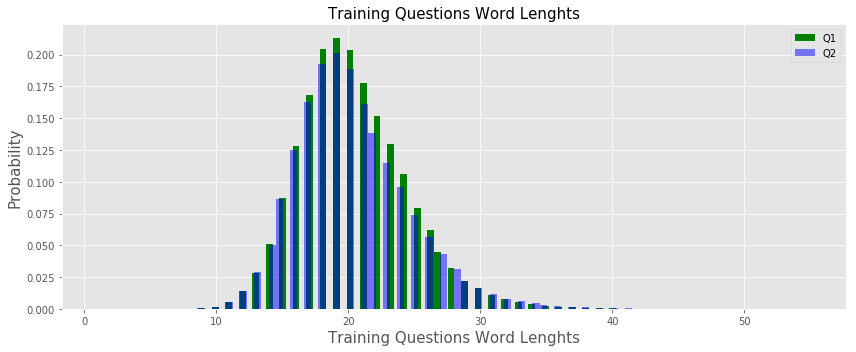 Training Questions Word Lenghts
Q1
Q2
0.200
0.175
0.150
0.125
0.100
0.075
0.050
0.025
0.000
Probability
0 10 20 30 40 50
Training Questions Word Lenghts